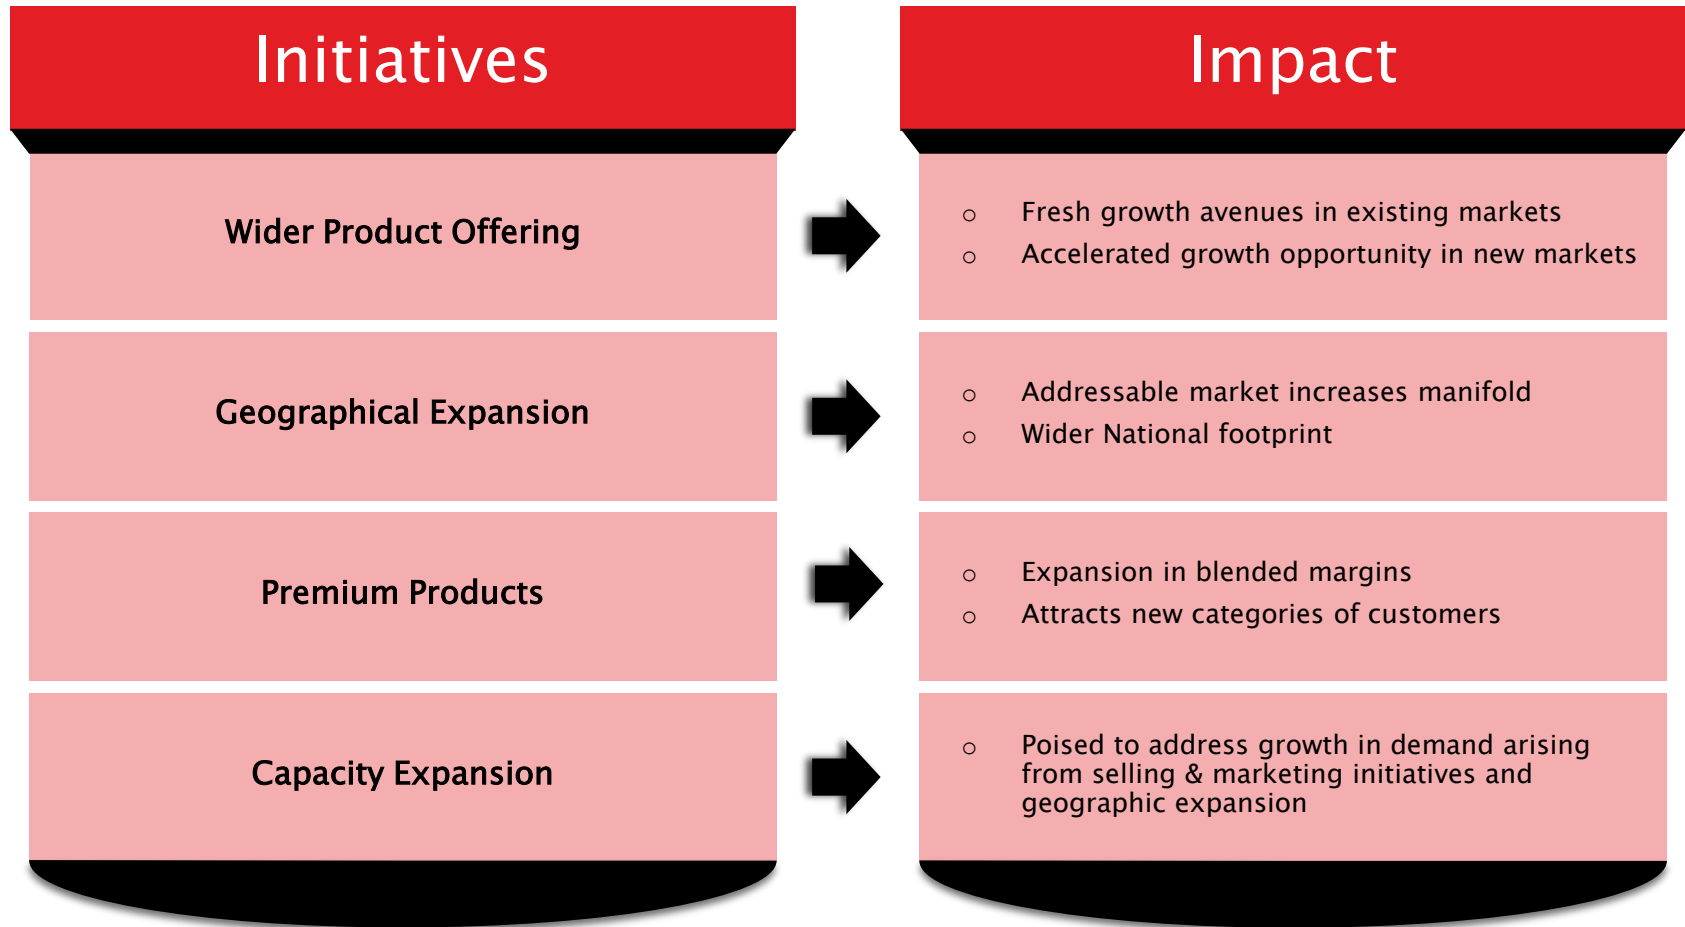 Initiatives
Impact
Wider Product Offering
o Fresh growth avenues in existing markets
o Accelerated growth opportunity in new markets
Geographical Expansion
o Addressable market increases manifold
o Wider National footprint
Premium Products
o Expansion in blended margins
o Attracts new categories of customers
Capacity Expansion
o Poised to address growth in demand arising
from selling & marketing initiatives and
geographic expansion